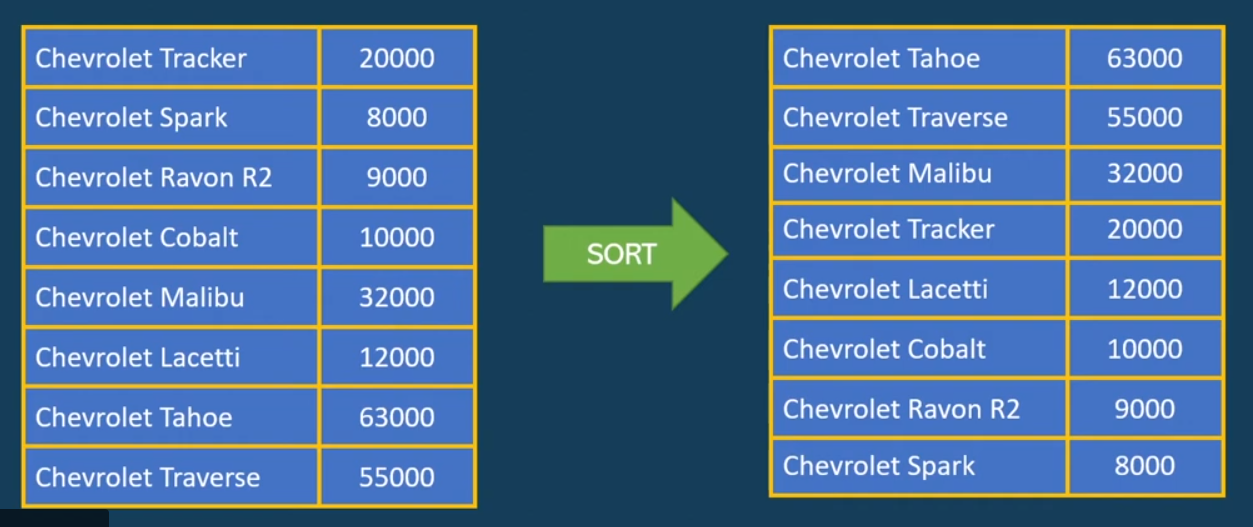 Chevrolet Tracker 20000
Chevrolet Spark 8000
Chevrolet Ravon R2 9000
Chevrolet Cobalt 10000
Chevrolet Malibu 32000
Chevrolet Lacetti 12000
Chevrolet Tahoe 63000
Chevrolet Traverse 55000
SORT
Chevrolet Tahoe 63000
Chevrolet Traverse 55000
Chevrolet Malibu 32000
Chevrolet Tracker 20000
Chevrolet Lacetti 12000
Chevrolet Cobalt 10000
Chevrolet Ravon R2 9000
Chevrolet Spark 8000